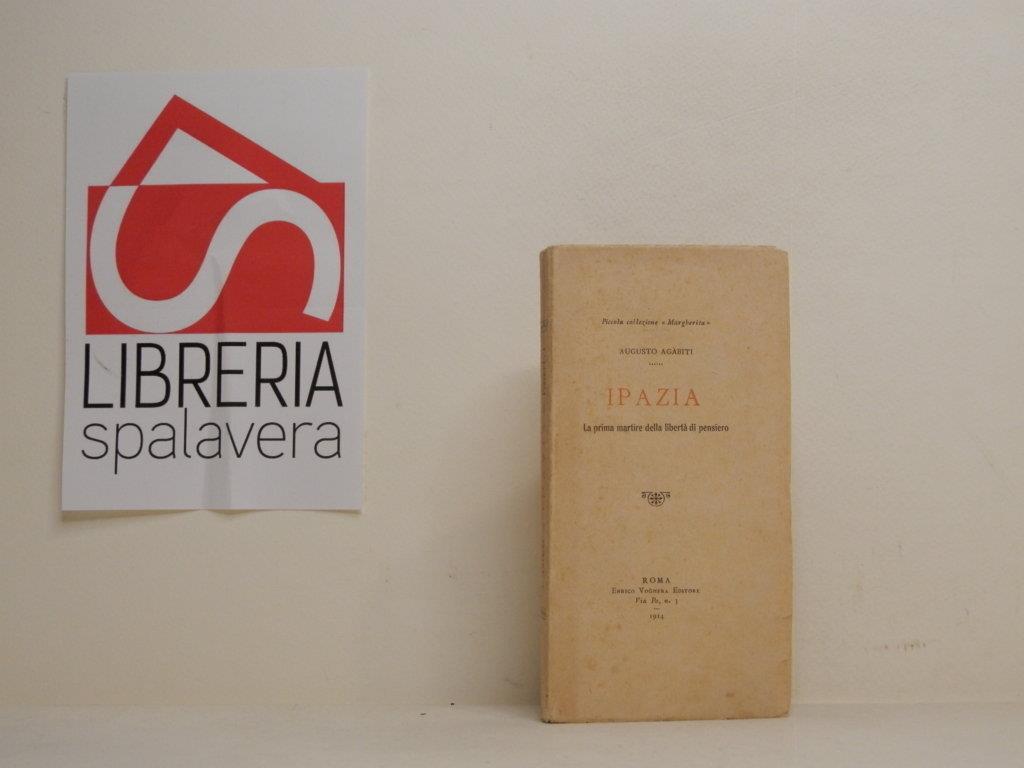 LIBRERIA
spalavera
Piccola collezione « Margherita »
AUGUSTO AGÀBITI
IPAZIA
La prima martire della libertà di pensiero
ROMA
ENRICO VOGHERA EDITORE
Via Po, n. 3
1914